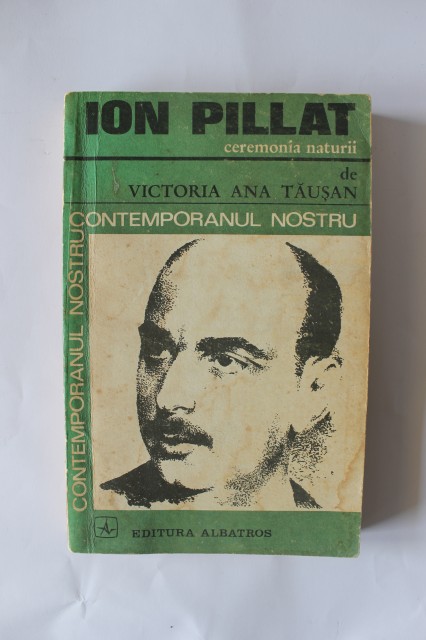 ION PILLAT
ceremonia naturii
de
VICTORIA ANA TĂUȘAN
CONTEMPORANUL NOSTRU
CONTEMPORANUL NOSTRU
EDITURA ALBATROS